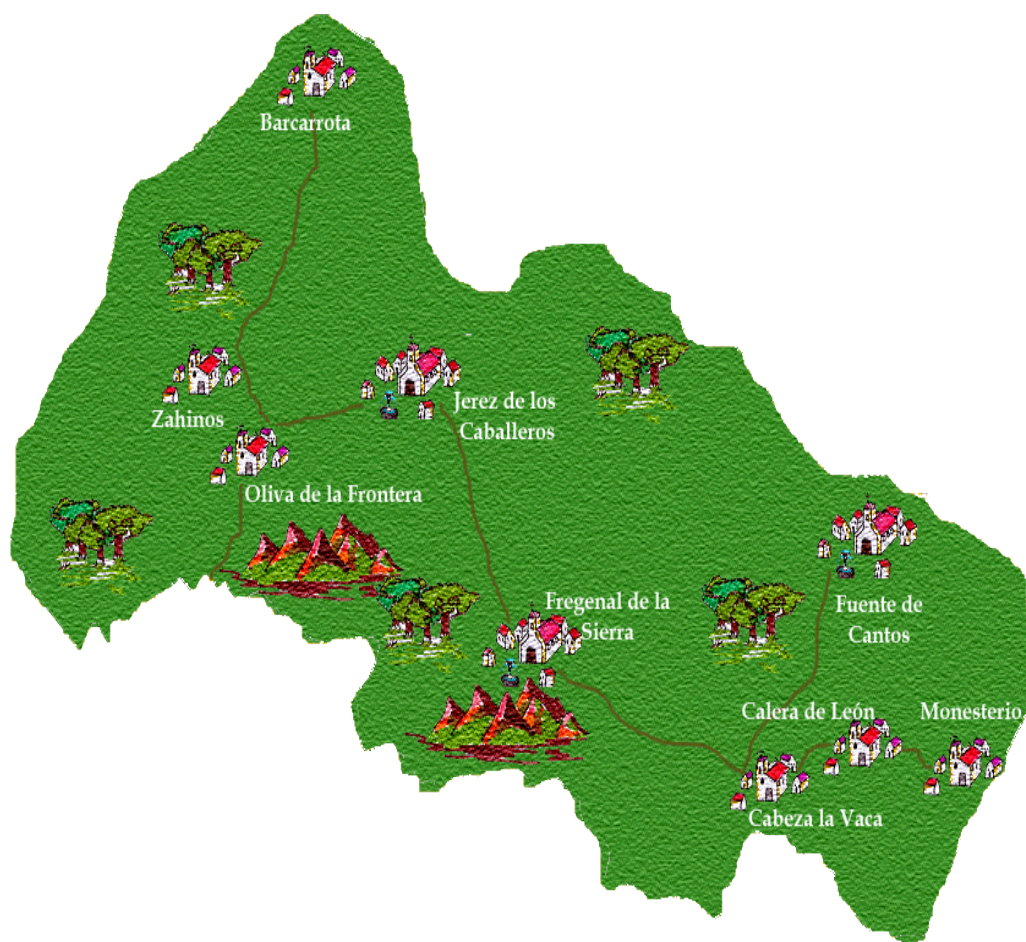 Barcarrota
Zahinos
Jerez de los
Caballeros
Oliva de la Frontera
Fregenal de la
Sierra
Fuente de
Cantos
Calera de León
Monesterio
Cabeza la Vaca